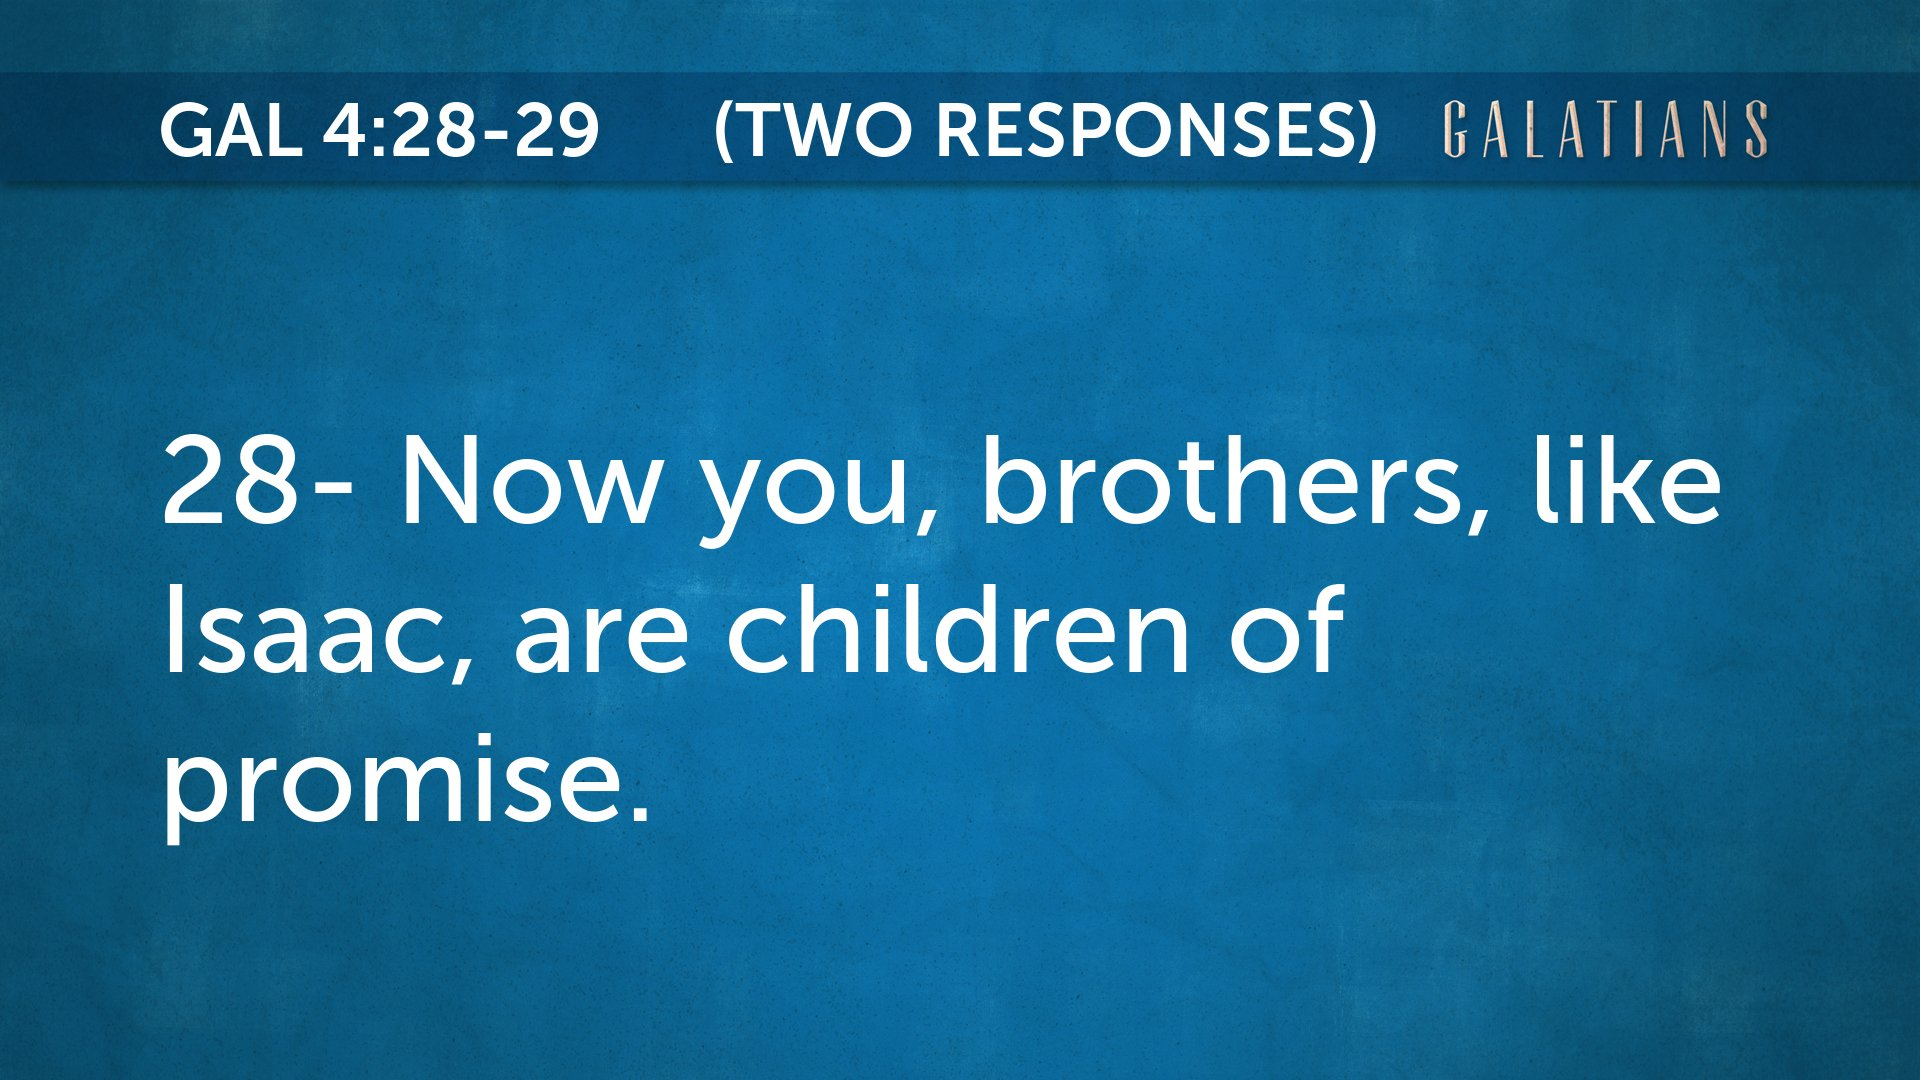 GAL 4:28-29 (TWO RESPONSES) GALATIANS
28- Now you, brothers, like
Isaac, are children of
promise.